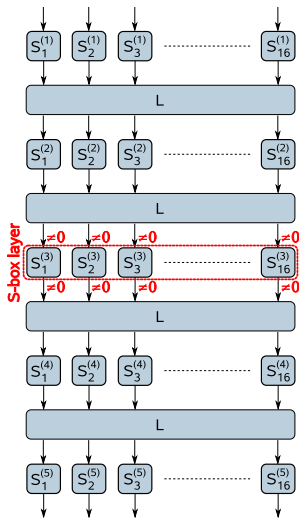 S₁⁽¹⁾ S₂⁽¹⁾ S₃⁽¹⁾ S₁₆⁽¹⁾
L
S₁⁽²⁾ S₂⁽²⁾ S₃⁽²⁾ S₁₆⁽²⁾
L
≠0 ≠0 ≠0 ≠0
S-box layer
S₁⁽³⁾ S₂⁽³⁾ S₃⁽³⁾ S₁₆⁽³⁾
≠0 ≠0 ≠0 ≠0
L
S₁⁽⁴⁾ S₂⁽⁴⁾ S₃⁽⁴⁾ S₁₆⁽⁴⁾
L
S₁⁽⁵⁾ S₂⁽⁵⁾ S₃⁽⁵⁾ S₁₆⁽⁵⁾